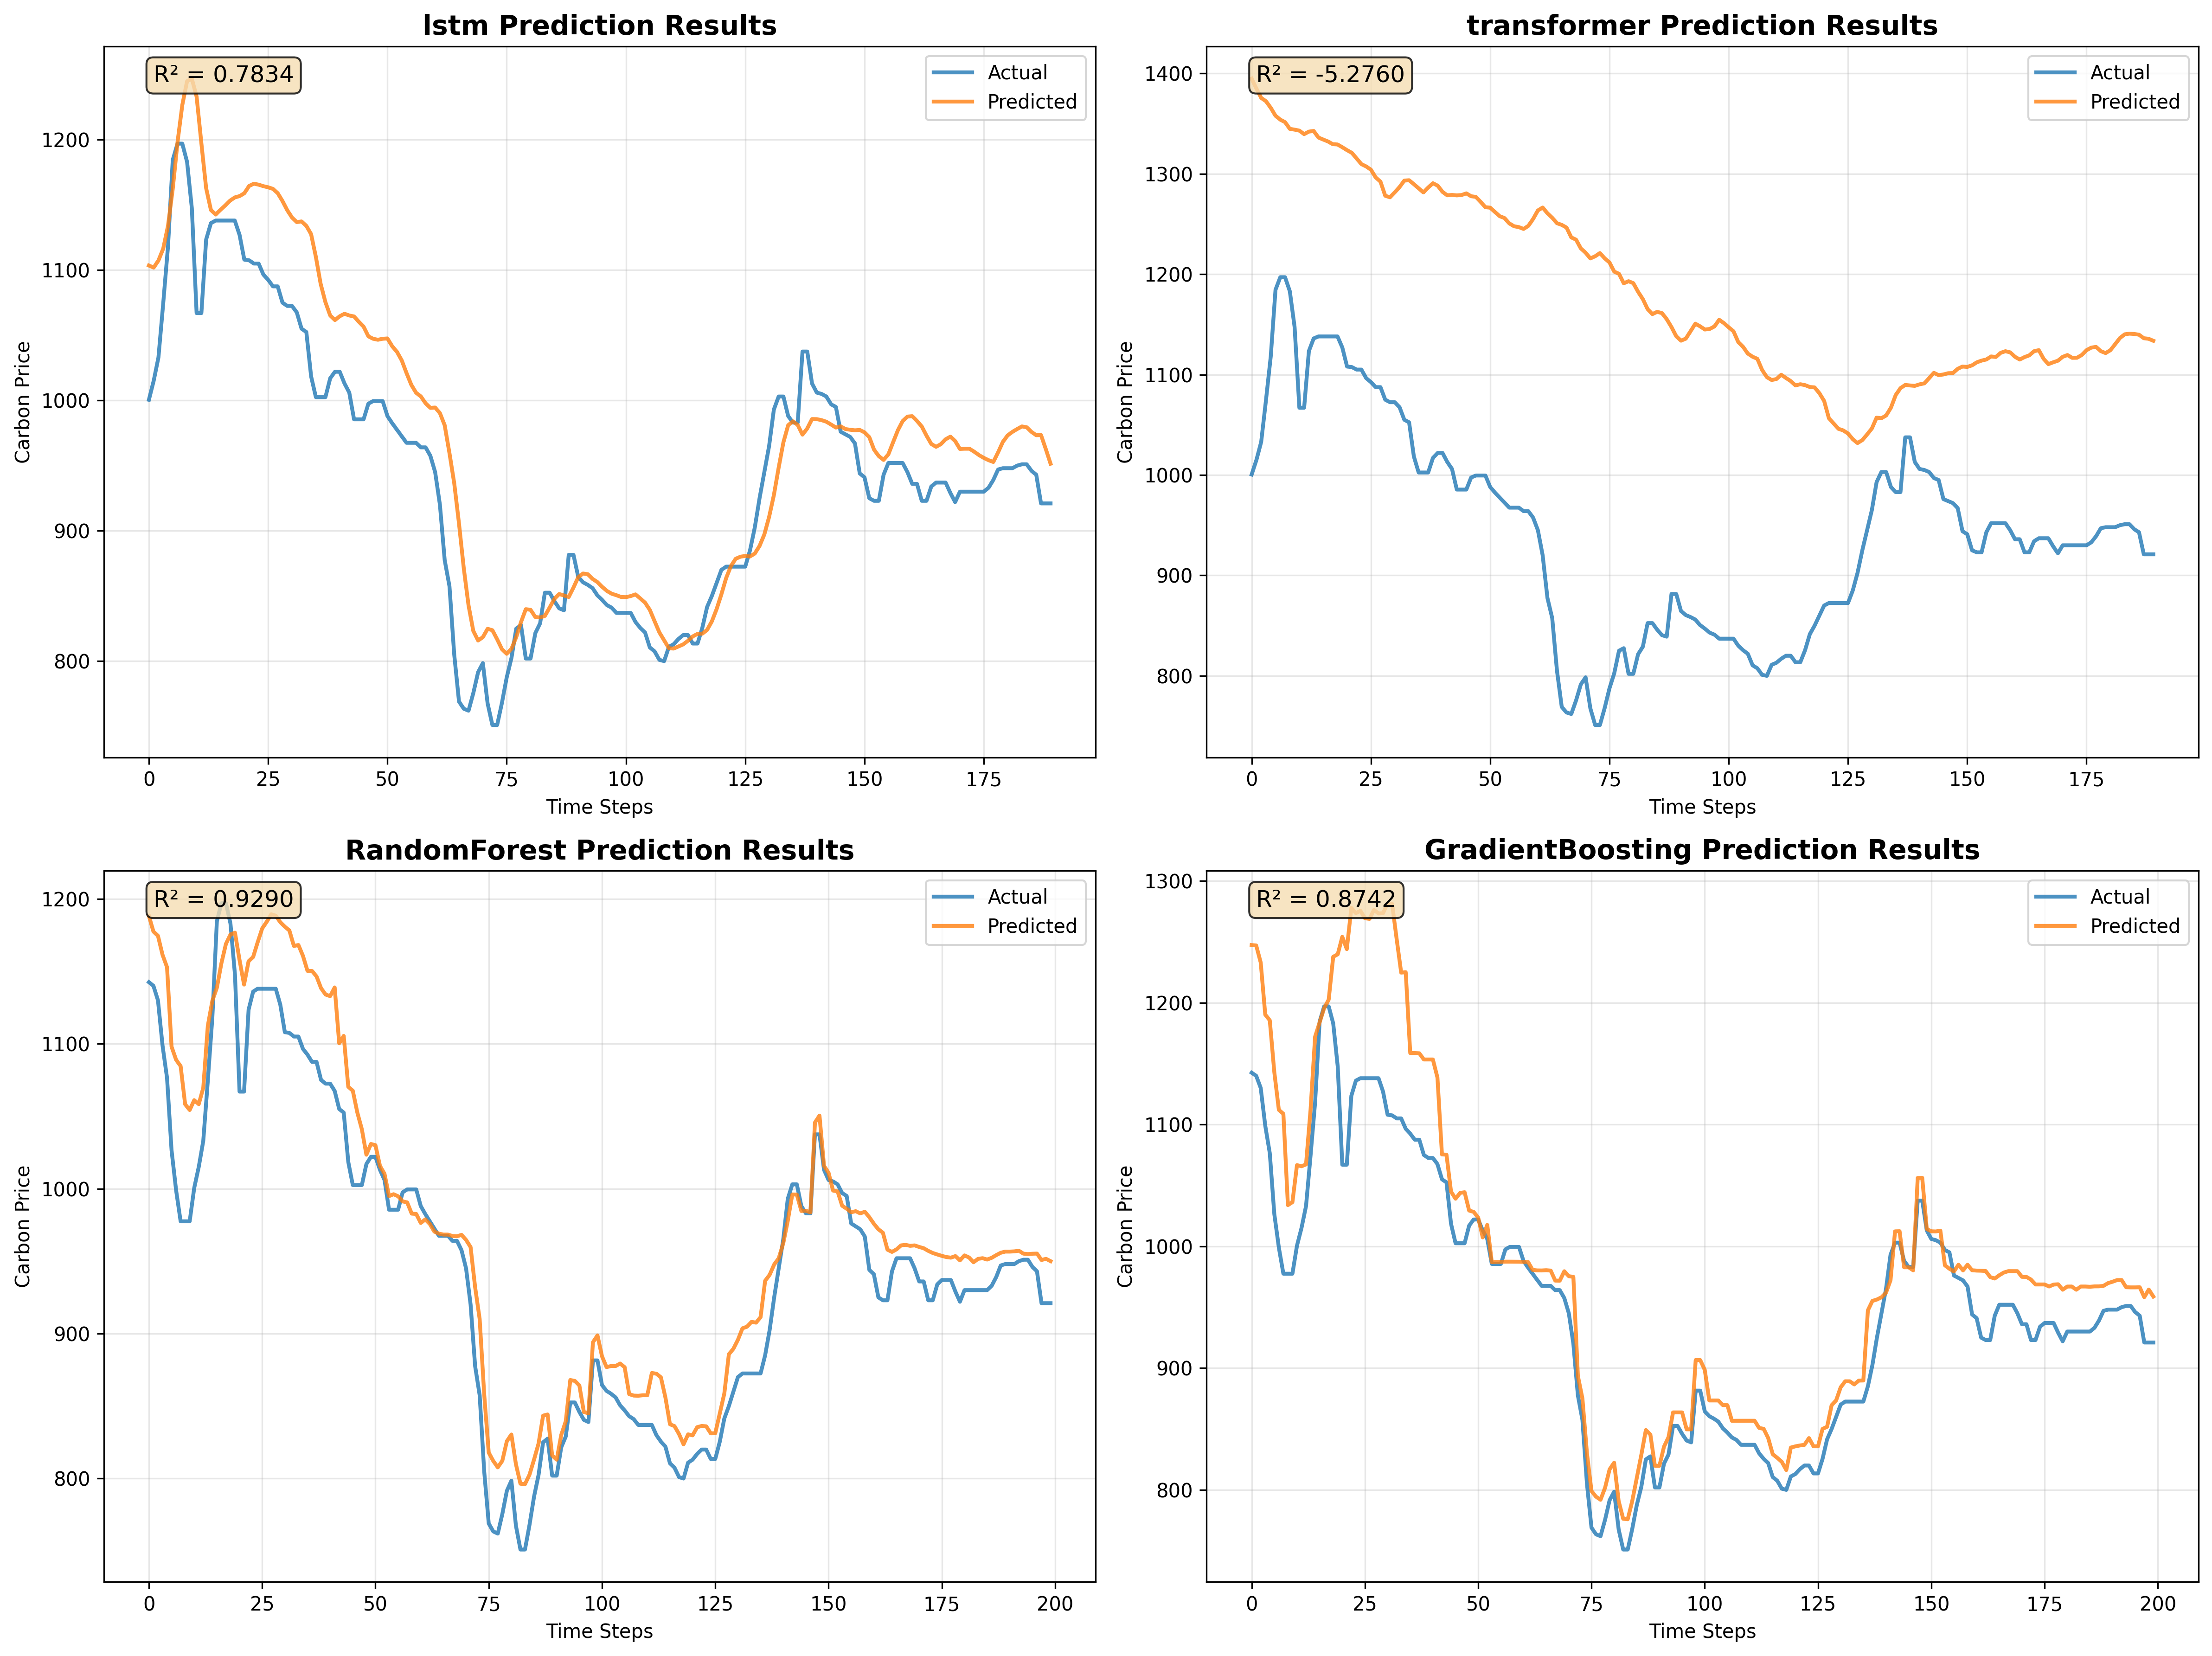 lstm Prediction Results
R² = 0.7834
Actual
Predicted
Carbon Price
1200
1100
1000
900
800
0 25 50 75 100 125 150 175
Time Steps
transformer Prediction Results
R² = -5.2760
Actual
Predicted
Carbon Price
1400
1300
1200
1100
1000
900
800
0 25 50 75 100 125 150 175
Time Steps
RandomForest Prediction Results
R² = 0.9290
Actual
Predicted
Carbon Price
1200
1100
1000
900
800
0 25 50 75 100 125 150 175 200
Time Steps
GradientBoosting Prediction Results
R² = 0.8742
Actual
Predicted
Carbon Price
1300
1200
1100
1000
900
800
0 25 50 75 100 125 150 175 200
Time Steps